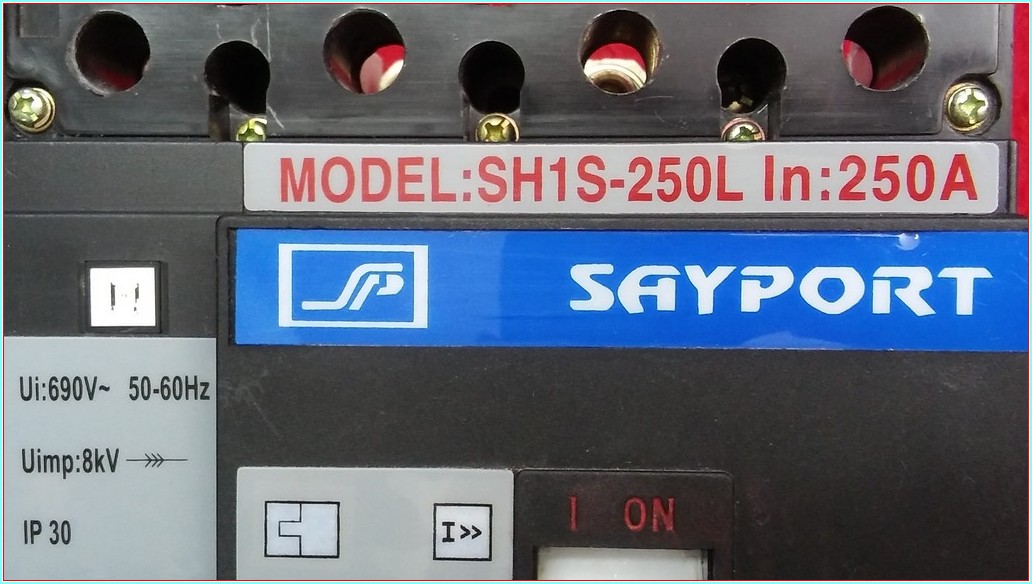 MODEL:SH1S-250L In:250A
SAYPORT
Ui:690V~ 50-60Hz
Uimp:8kV
IP 30
I>>
I ON